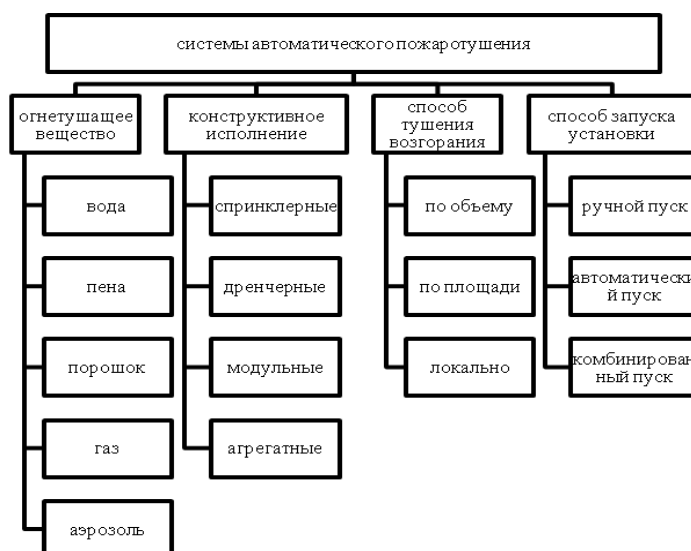 системы автоматического пожаротушения
огнетушащее
вещество
вода
пена
порошок
газ
аэрозоль
конструктивное
исполнение
спринклерные
дренчерные
модульные
агрегатные
способ
тушения
возгорания
по объему
по площади
локально
способ запуска
установки
ручной пуск
автоматически
й пуск
комбинирован
ный пуск